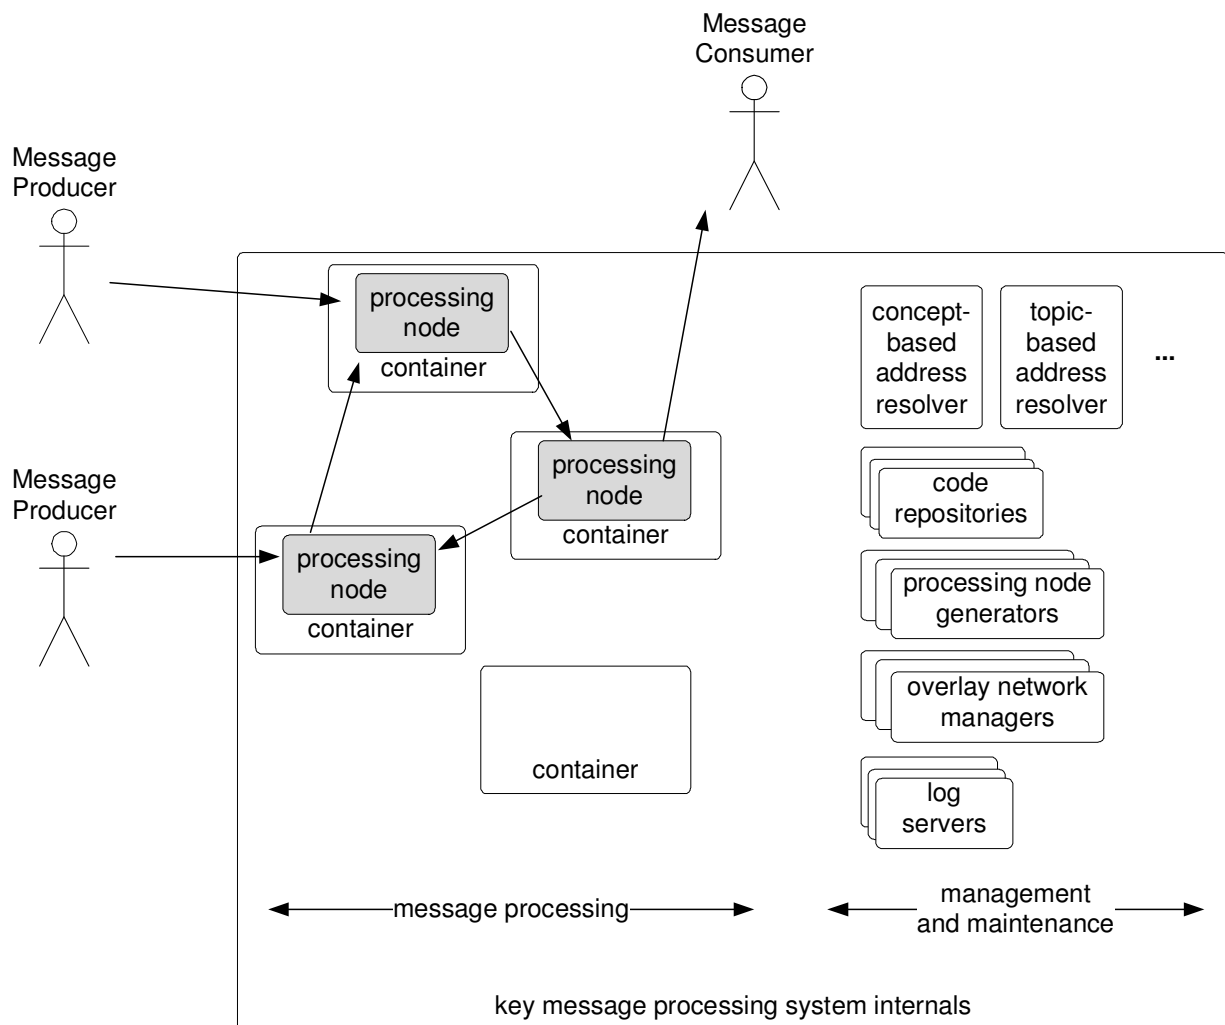 Message
Consumer
Message
Producer
processing
node
container
concept-
based
address
resolver
topic-
based
address
resolver
...
processing
node
container
Message
Producer
code
repositories
processing
node
container
processing node
generators
overlay network
managers
container
log
servers
message processing
management
and maintenance
key message processing system internals